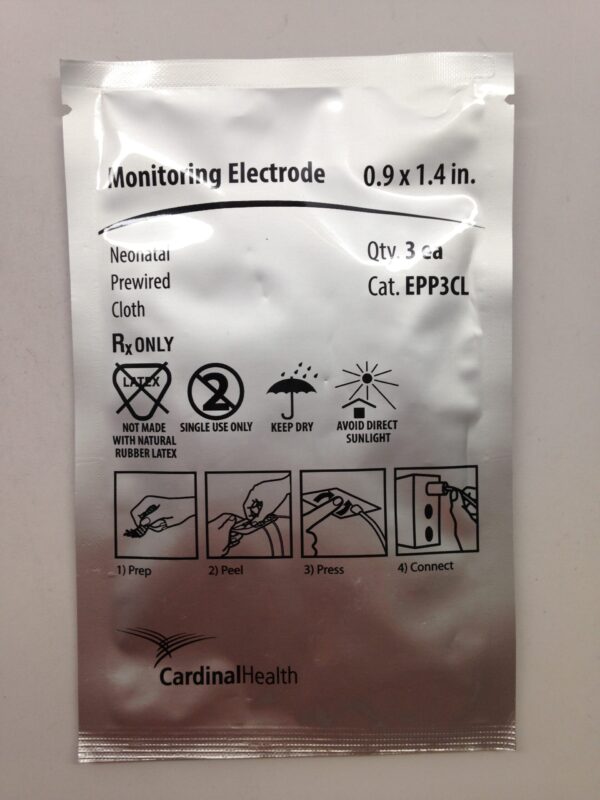 Monitoring Electrode 0.9 x 1.4 in.
Neonatal Qty. 3 ea
Prewired Cat. EPP3CL
Cloth
Rx ONLY
LATEX 2
NOT MADE
WITH NATURAL
RUBBER LATEX
SINGLE USE ONLY
KEEP DRY
AVOID DIRECT
SUNLIGHT
1) Prep 2) Peel 3) Press 4) Connect
CardinalHealth